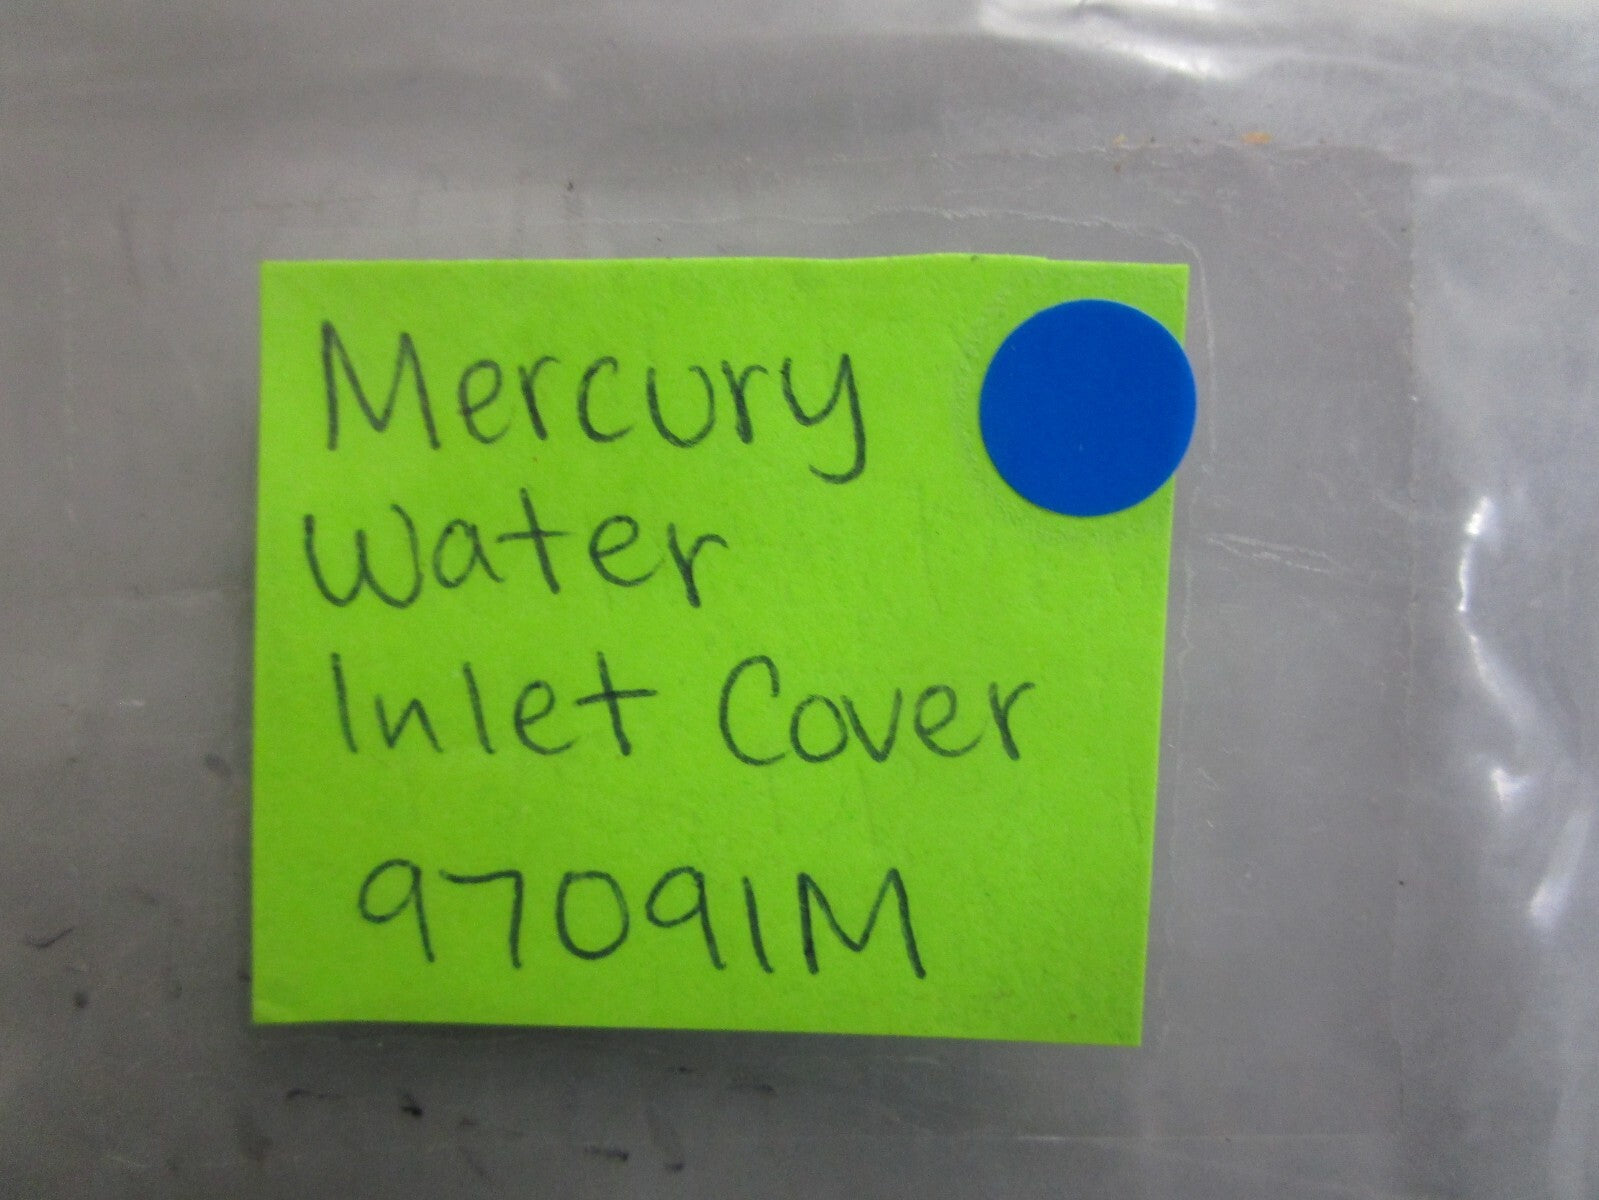 Mercury
Water
Inlet Cover
97091M